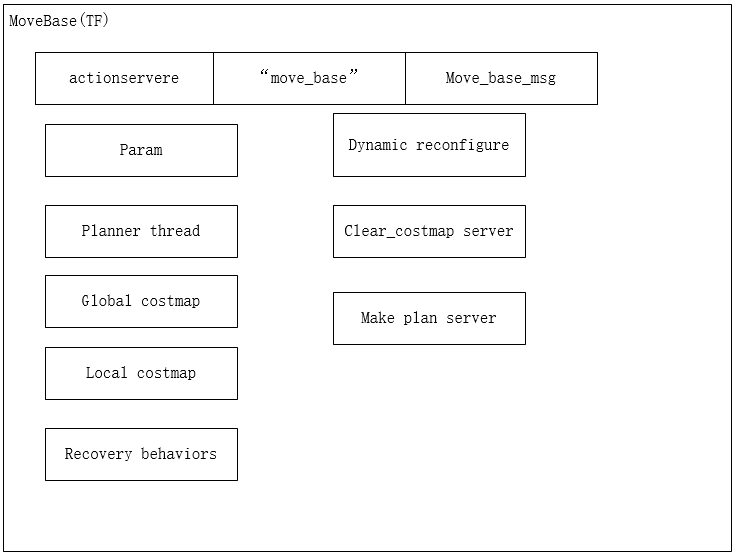 MoveBase(TF)
actionservere “move_base” Move_base_msg
Param
Dynamic reconfigure
Planner thread
Clear_costmap server
Global costmap
Make plan server
Local costmap
Recovery behaviors